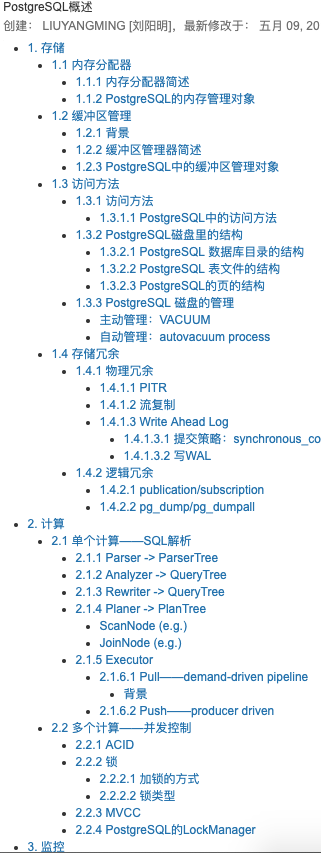 PostgreSQL概述
创建： LIUYANGMING [刘阳明]，最新修改于： 五月 09, 20
1. 存储
1.1 内存分配器
1.1.1 内存分配器简述
1.1.2 PostgreSQL的内存管理对象
1.2 缓冲区管理
1.2.1 背景
1.2.2 缓冲区管理器简述
1.2.3 PostgreSQL中的缓冲区管理对象
1.3 访问方法
1.3.1 访问方法
1.3.1.1 PostgreSQL中的访问方法
1.3.2 PostgreSQL磁盘里的结构
1.3.2.1 PostgreSQL 数据库目录的结构
1.3.2.2 PostgreSQL 表文件的结构
1.3.2.3 PostgreSQL的页的结构
1.3.3 PostgreSQL 磁盘的管理
主动管理：VACUUM
自动管理：autovacuum process
1.4 存储冗余
1.4.1 物理冗余
1.4.1.1 PITR
1.4.1.2 流复制
1.4.1.3 Write Ahead Log
1.4.1.3.1 提交策略：synchronous_co
1.4.1.3.2 写WAL
1.4.2 逻辑冗余
1.4.2.1 publication/subscription
1.4.2.2 pg_dump/pg_dumpall
2. 计算
2.1 单个计算——SQL解析
2.1.1 Parser -> ParserTree
2.1.2 Analyzer -> QueryTree
2.1.3 Rewriter -> QueryTree
2.1.4 Planer -> PlanTree
ScanNode (e.g.)
JoinNode (e.g.)
2.1.5 Executor
2.1.6.1 Pull——demand-driven pipeline
背景
2.1.6.2 Push——producer driven
2.2 多个计算——并发控制
2.2.1 ACID
2.2.2 锁
2.2.2.1 加锁的方式
2.2.2.2 锁类型
2.2.3 MVCC
2.2.4 PostgreSQL的LockManager
3. 监控